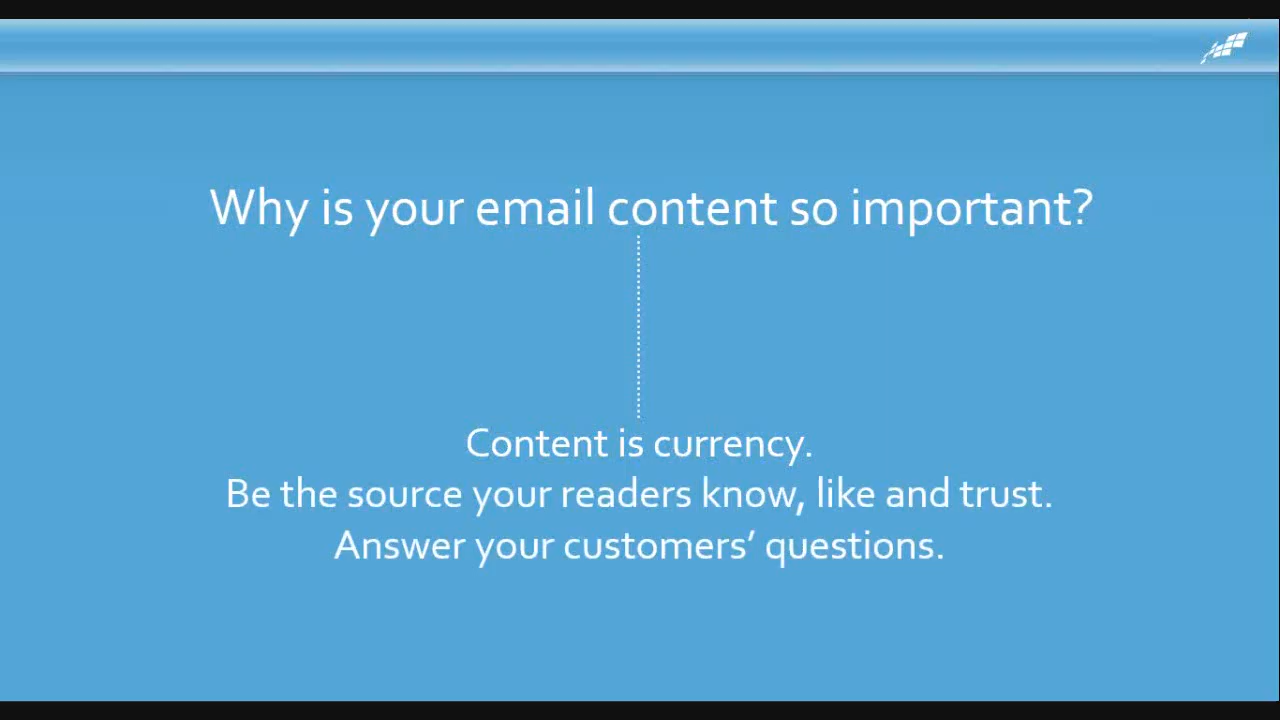 Why is your email content so important?
Content is currency.
Be the source your readers know, like and trust.
Answer your customers’ questions.